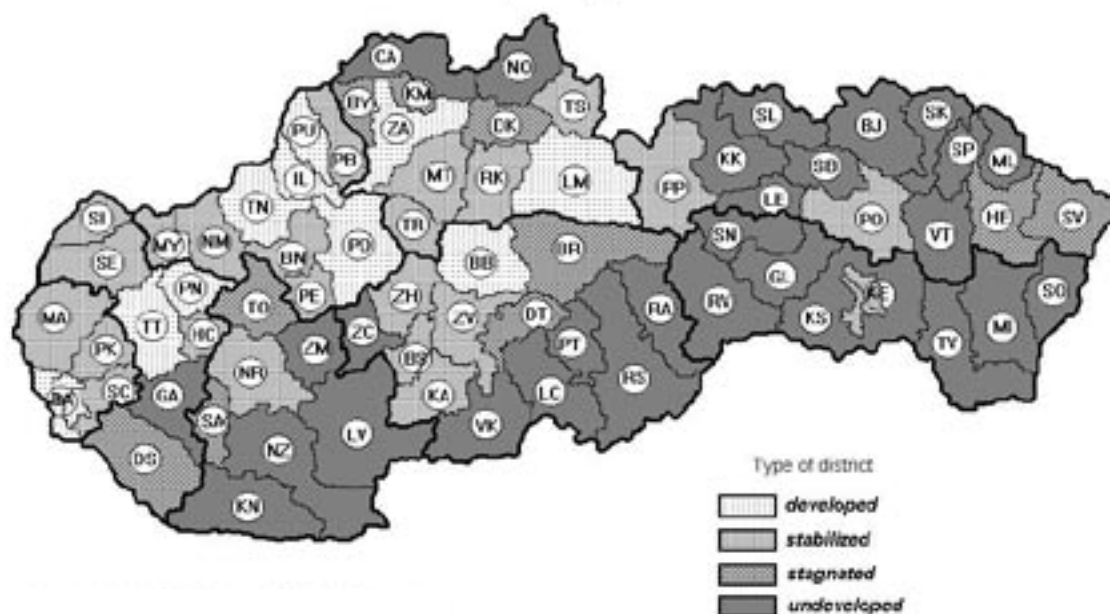 CA
NO
BY
KM
TS
PU
ZA
DK
SL
BJ
SK
PB
KK
SP
ML
IL
MT
RK
LM
PP
SB
LE
TN
PO
HE
SV
SI
TR
PD
VT
MY
NM
BN
BB
BR
SN
SE
PN
PE
ZH
GL
TT
TO
RV
KE
SO
MA
HC
ZC
ZV
DT
RA
KS
MI
PK
ZM
BS
PT
TV
NR
RS
SC
GA
KA
LC
BA
SA
LV
VK
DS
NZ
KN
Type of district
developed
stabilized
stagnated
undeveloped